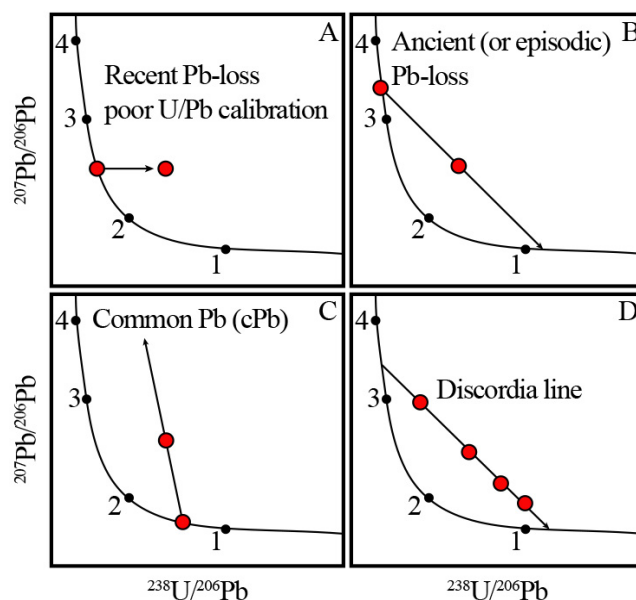 A
4
Recent Pb-loss
poor U/Pb calibration
3
2
1
²⁰⁷Pb/²⁰⁶Pb
B
4
Ancient (or episodic)
Pb-loss
3
2
1
C
4
Common Pb (cPb)
3
2
1
²⁰⁷Pb/²⁰⁶Pb
²³⁸U/²⁰⁶Pb
D
4
Discordia line
3
2
1
²³⁸U/²⁰⁶Pb